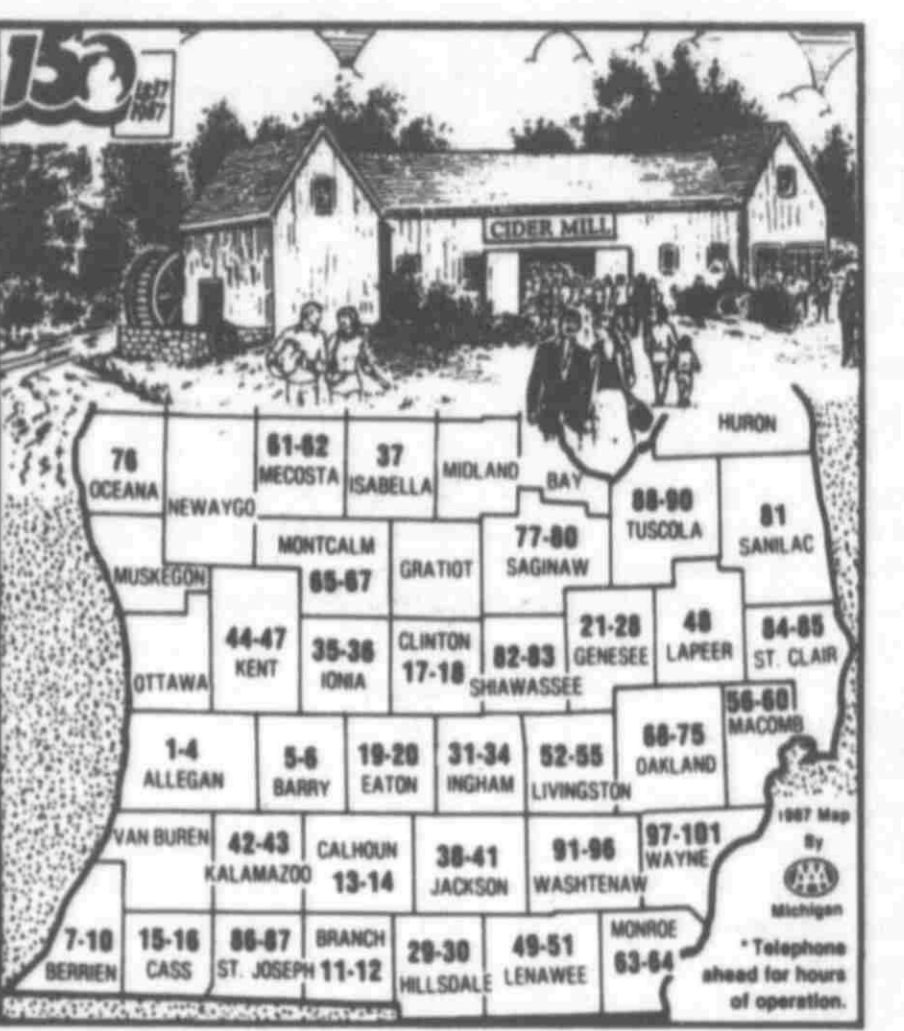 150
1837
1987
CIDER MILL
HURON
76
OCEANA
NEWAYGO
61-62
MECOSTA
37
ISABELLA
MIDLAND
BAY
88-90
TUSCOLA
81
SANILAC
MUSKEGON
MONTCALM
65-67
GRATIOT
77-80
SAGINAW
OTTAWA
44-47
KENT
35-36
IONIA
CLINTON
17-18
82-83
SHIAWASSEE
21-28
GENESEE
48
LAPEER
84-85
ST. CLAIR
1-4
ALLEGAN
5-6
BARRY
19-20
EATON
31-34
INGHAM
52-55
LIVINGSTON
68-75
OAKLAND
56-60
MACOMB
VAN BUREN
42-43
KALAMAZOO
CALHOUN
13-14
38-41
JACKSON
91-96
WASHTENAW
97-101
WAYNE
7-10
BERRIEN
15-16
CASS
86-87
ST. JOSEPH
BRANCH
11-12
29-30
HILLSDALE
49-51
LENAWEE
MONROE
63-64
1987 Map
By
Michigan
* Telephone
ahead for hours
of operation.